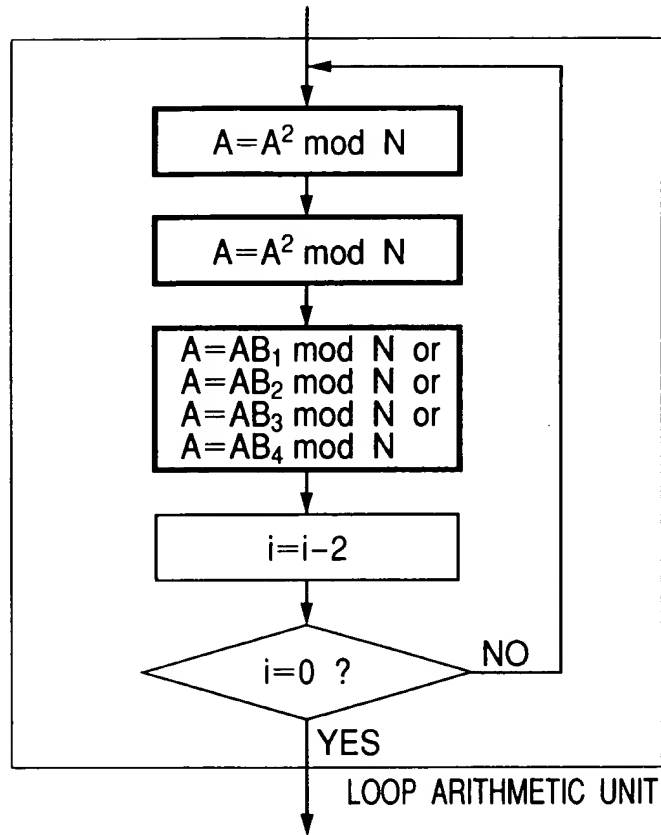 A=A² mod N
A=A² mod N
A=AB₁ mod N or
A=AB₂ mod N or
A=AB₃ mod N or
A=AB₄ mod N
i=i-2
i=0 ?
NO
YES
LOOP ARITHMETIC UNIT